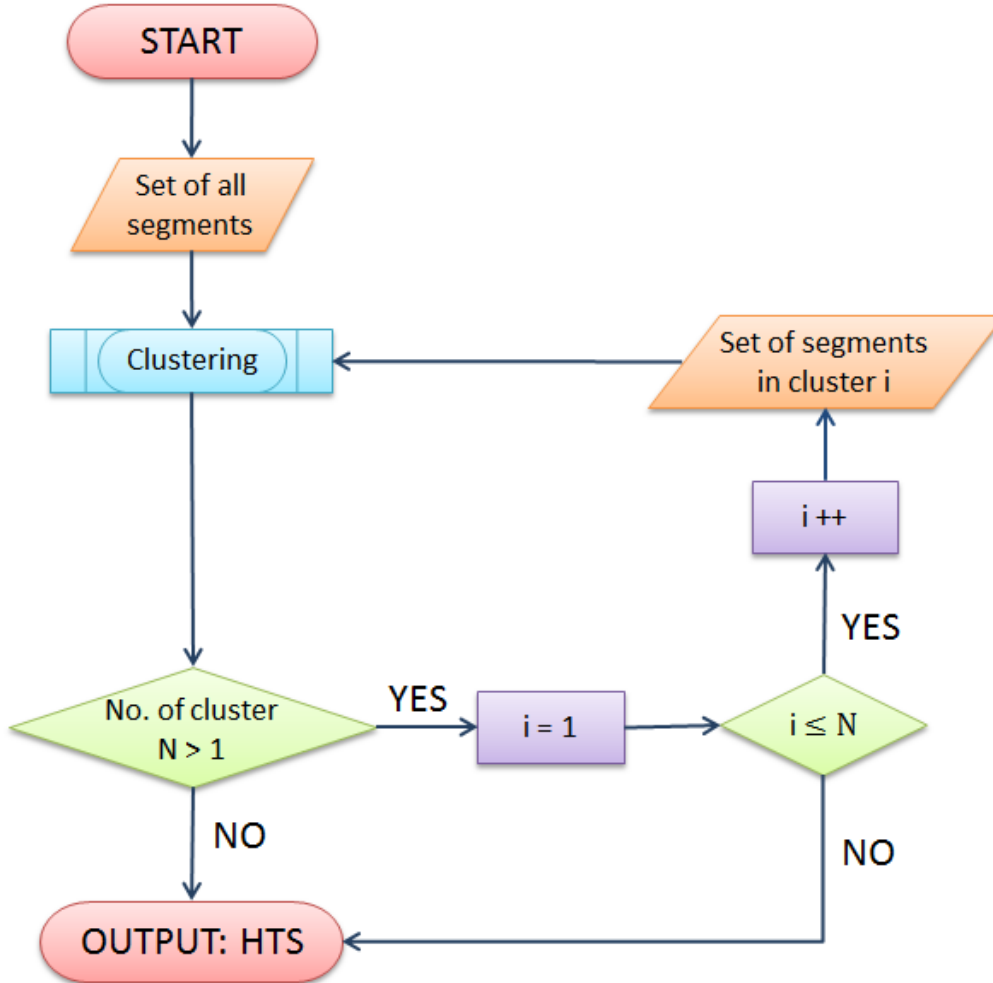 START
Set of all
segments
Clustering
Set of segments
in cluster i
i ++
YES
No. of cluster
N > 1
YES
i = 1
i ≤ N
NO
NO
OUTPUT: HTS